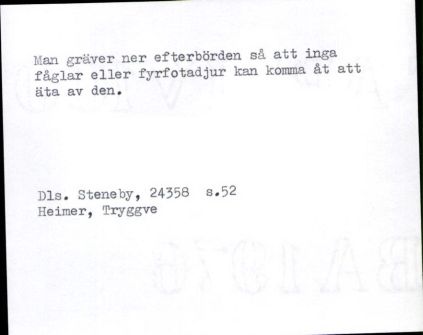 Man gräver ner efterbörden så att inga
fåglar eller fyrfotadjur kan komma åt att
äta av den.
Dls. Steneby, 24358 s.52
Heimer, Tryggve